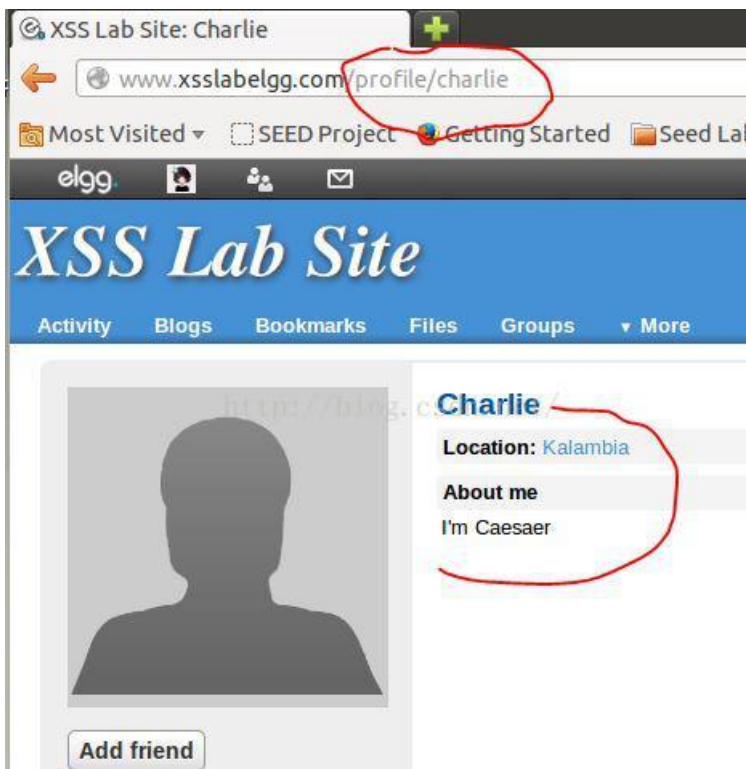 XSS Lab Site: Charlie
www.xsslabelgg.com/profile/charlie
Most Visited SEED Project Getting Started Seed Lab
elgg.
XSS Lab Site
Activity Blogs Bookmarks Files Groups More
Charlie
Location: Kalambia
About me
I'm Caesaer
Add friend